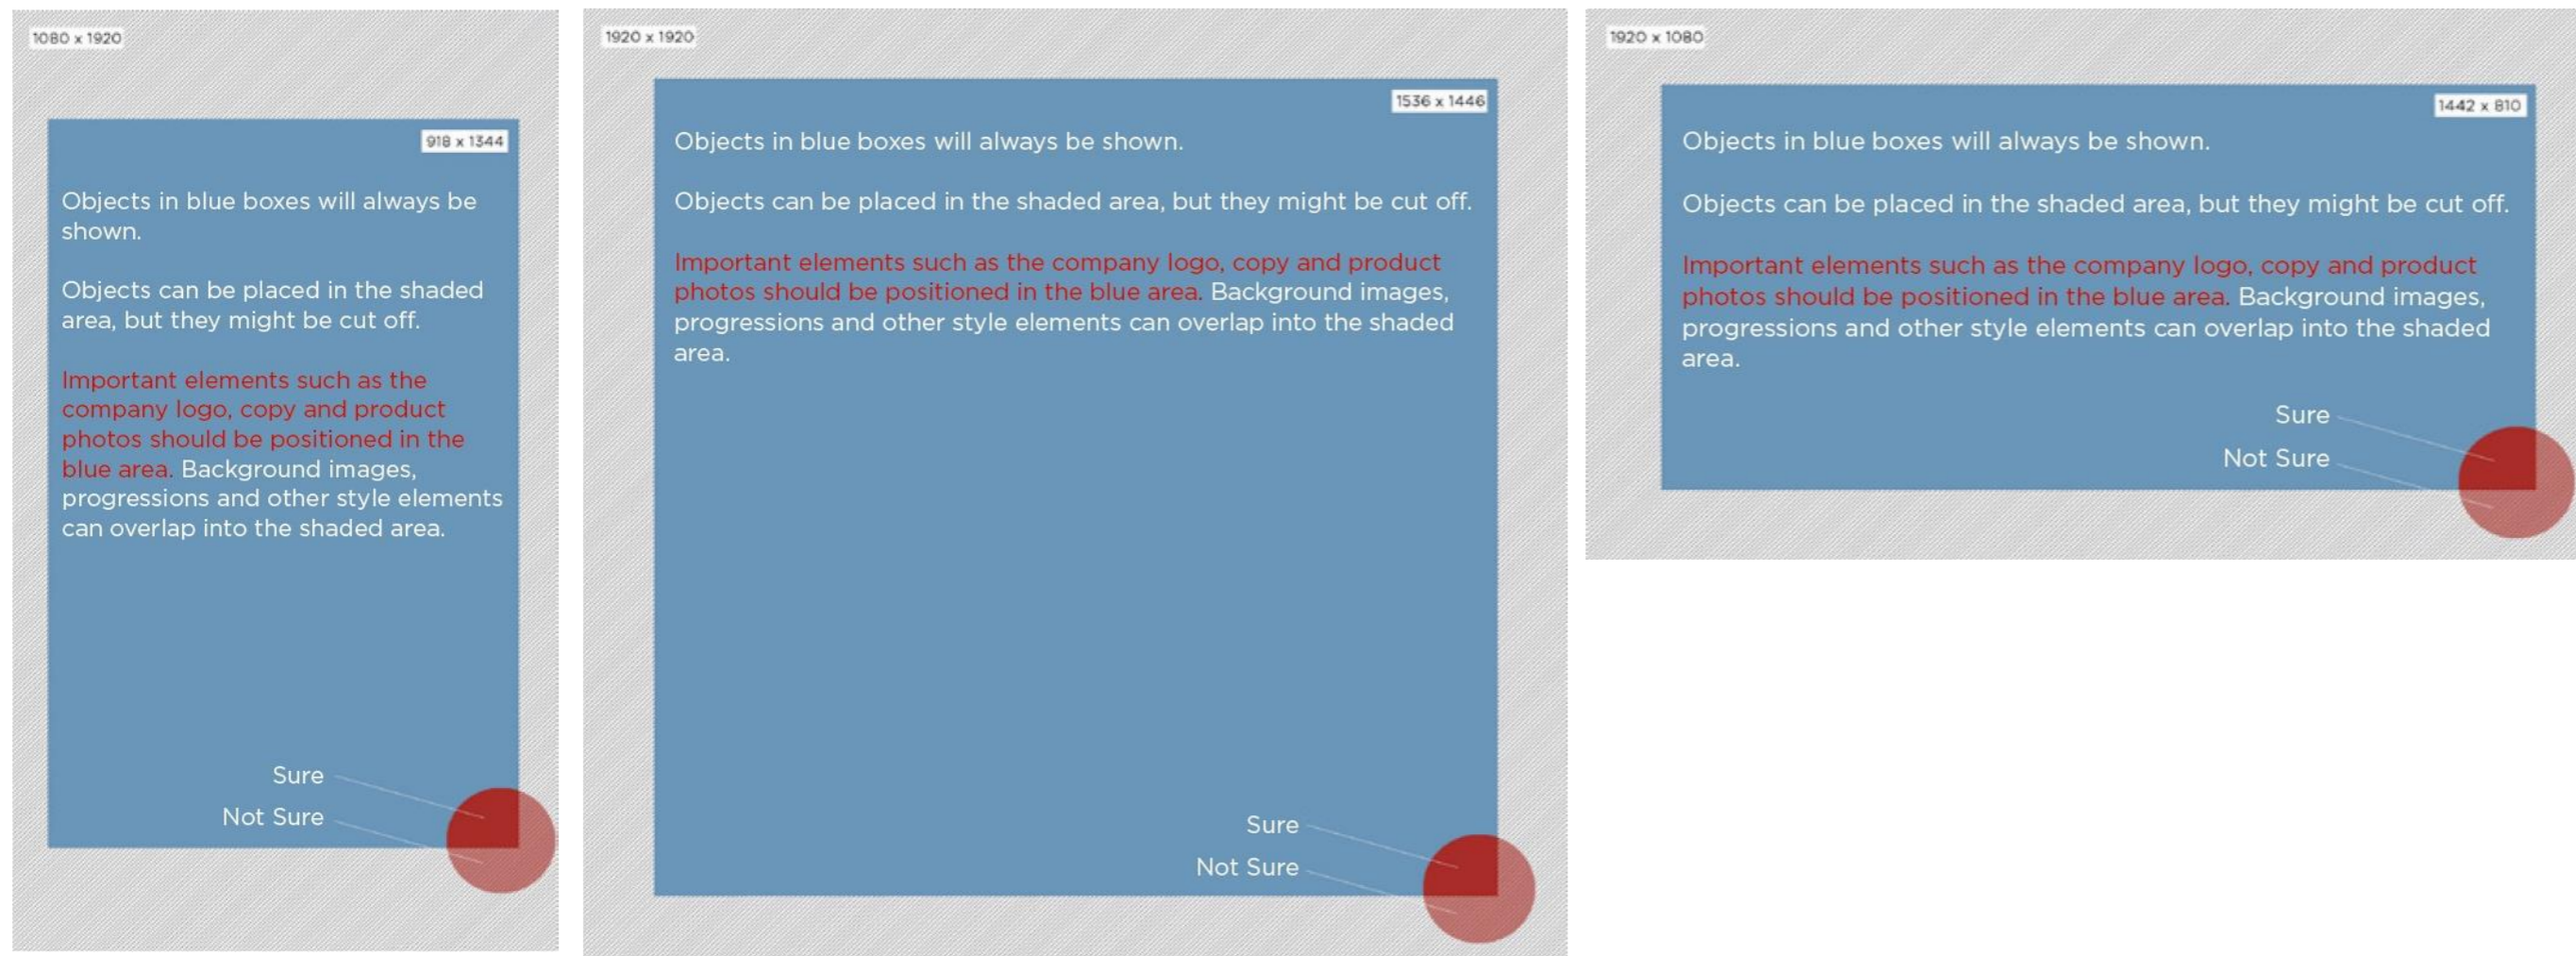 1080 x 1920
918 x 1344
Objects in blue boxes will always be
shown.
Objects can be placed in the shaded
area, but they might be cut off.
Important elements such as the
company logo, copy and product
photos should be positioned in the
blue area. Background images,
progressions and other style elements
can overlap into the shaded area.
Sure
Not Sure
1920 x 1920
1536 x 1446
Objects in blue boxes will always be shown.
Objects can be placed in the shaded area, but they might be cut off.
Important elements such as the company logo, copy and product
photos should be positioned in the blue area. Background images,
progressions and other style elements can overlap into the shaded
area.
Sure
Not Sure
1920 x 1080
1442 x 810
Objects in blue boxes will always be shown.
Objects can be placed in the shaded area, but they might be cut off.
Important elements such as the company logo, copy and product
photos should be positioned in the blue area. Background images,
progressions and other style elements can overlap into the shaded
area.
Sure
Not Sure